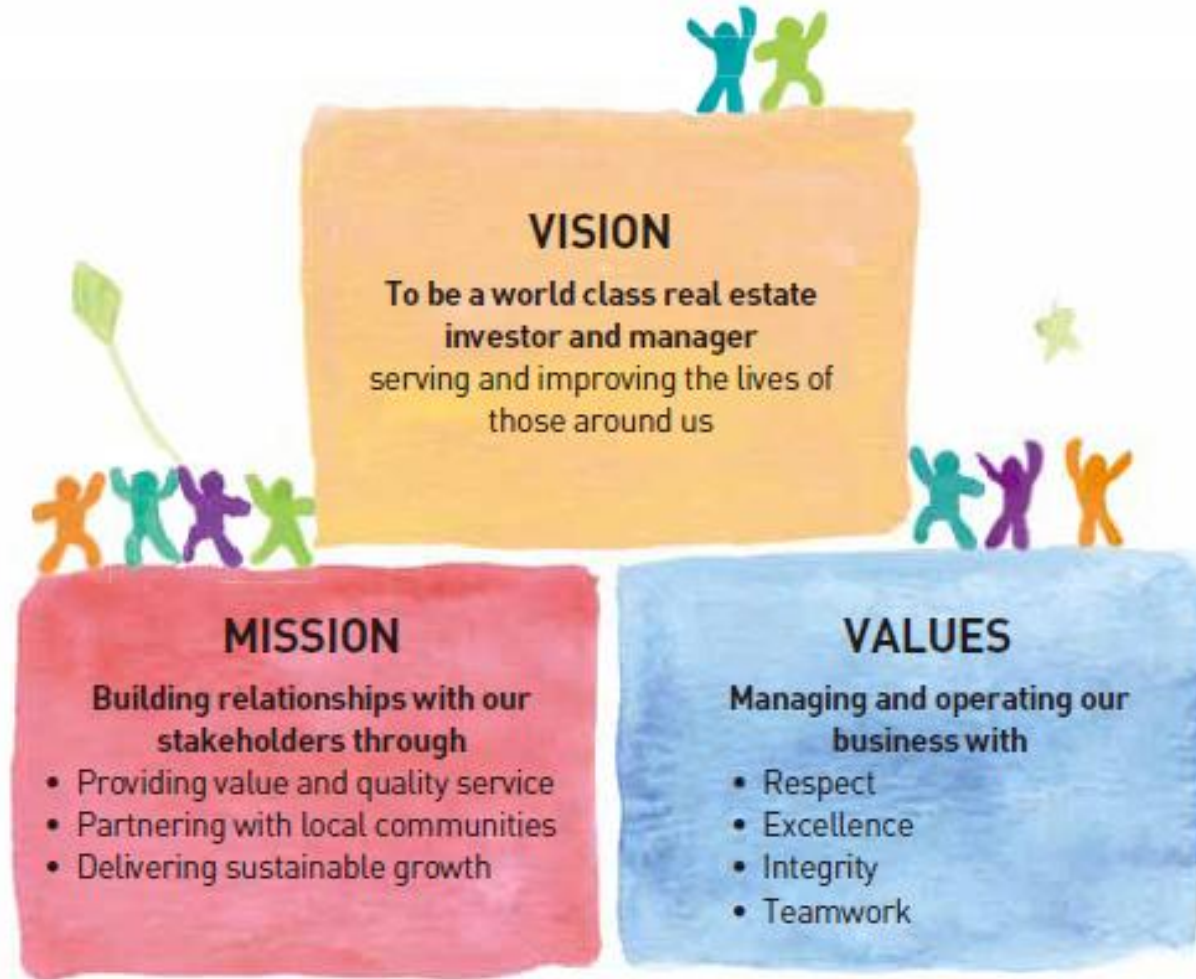 VISION
To be a world class real estate
investor and manager
serving and improving the lives of
those around us
MISSION
Building relationships with our
stakeholders through
• Providing value and quality service
• Partnering with local communities
• Delivering sustainable growth
VALUES
Managing and operating our
business with
• Respect
• Excellence
• Integrity
• Teamwork